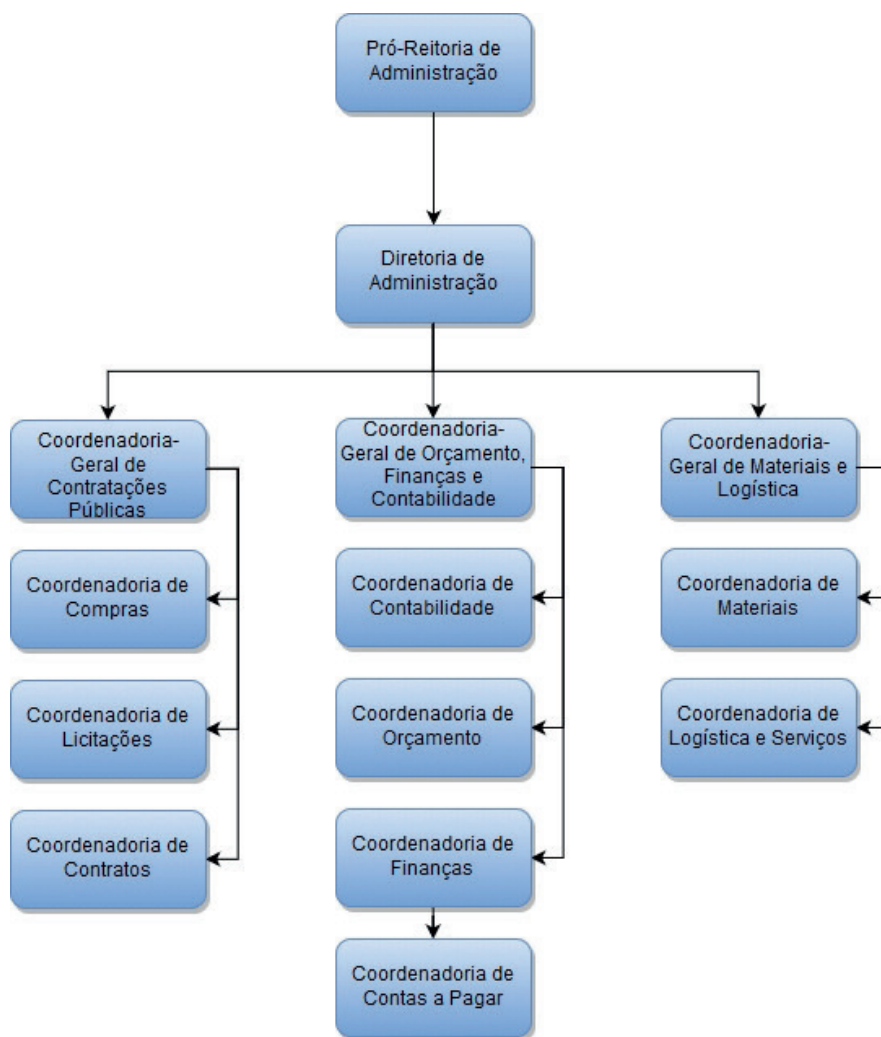 Pró-Reitoria de
Administração
Diretoria de
Administração
Coordenadoria-
Geral de
Contratações
Públicas
Coordenadoria-
Geral de Orçamento,
Finanças e
Contabilidade
Coordenadoria-
Geral de Materiais e
Logística
Coordenadoria de
Compras
Coordenadoria de
Contabilidade
Coordenadoria de
Materiais
Coordenadoria de
Licitações
Coordenadoria de
Orçamento
Coordenadoria de
Logística e Serviços
Coordenadoria de
Contratos
Coordenadoria de
Finanças
Coordenadoria de
Contas a Pagar